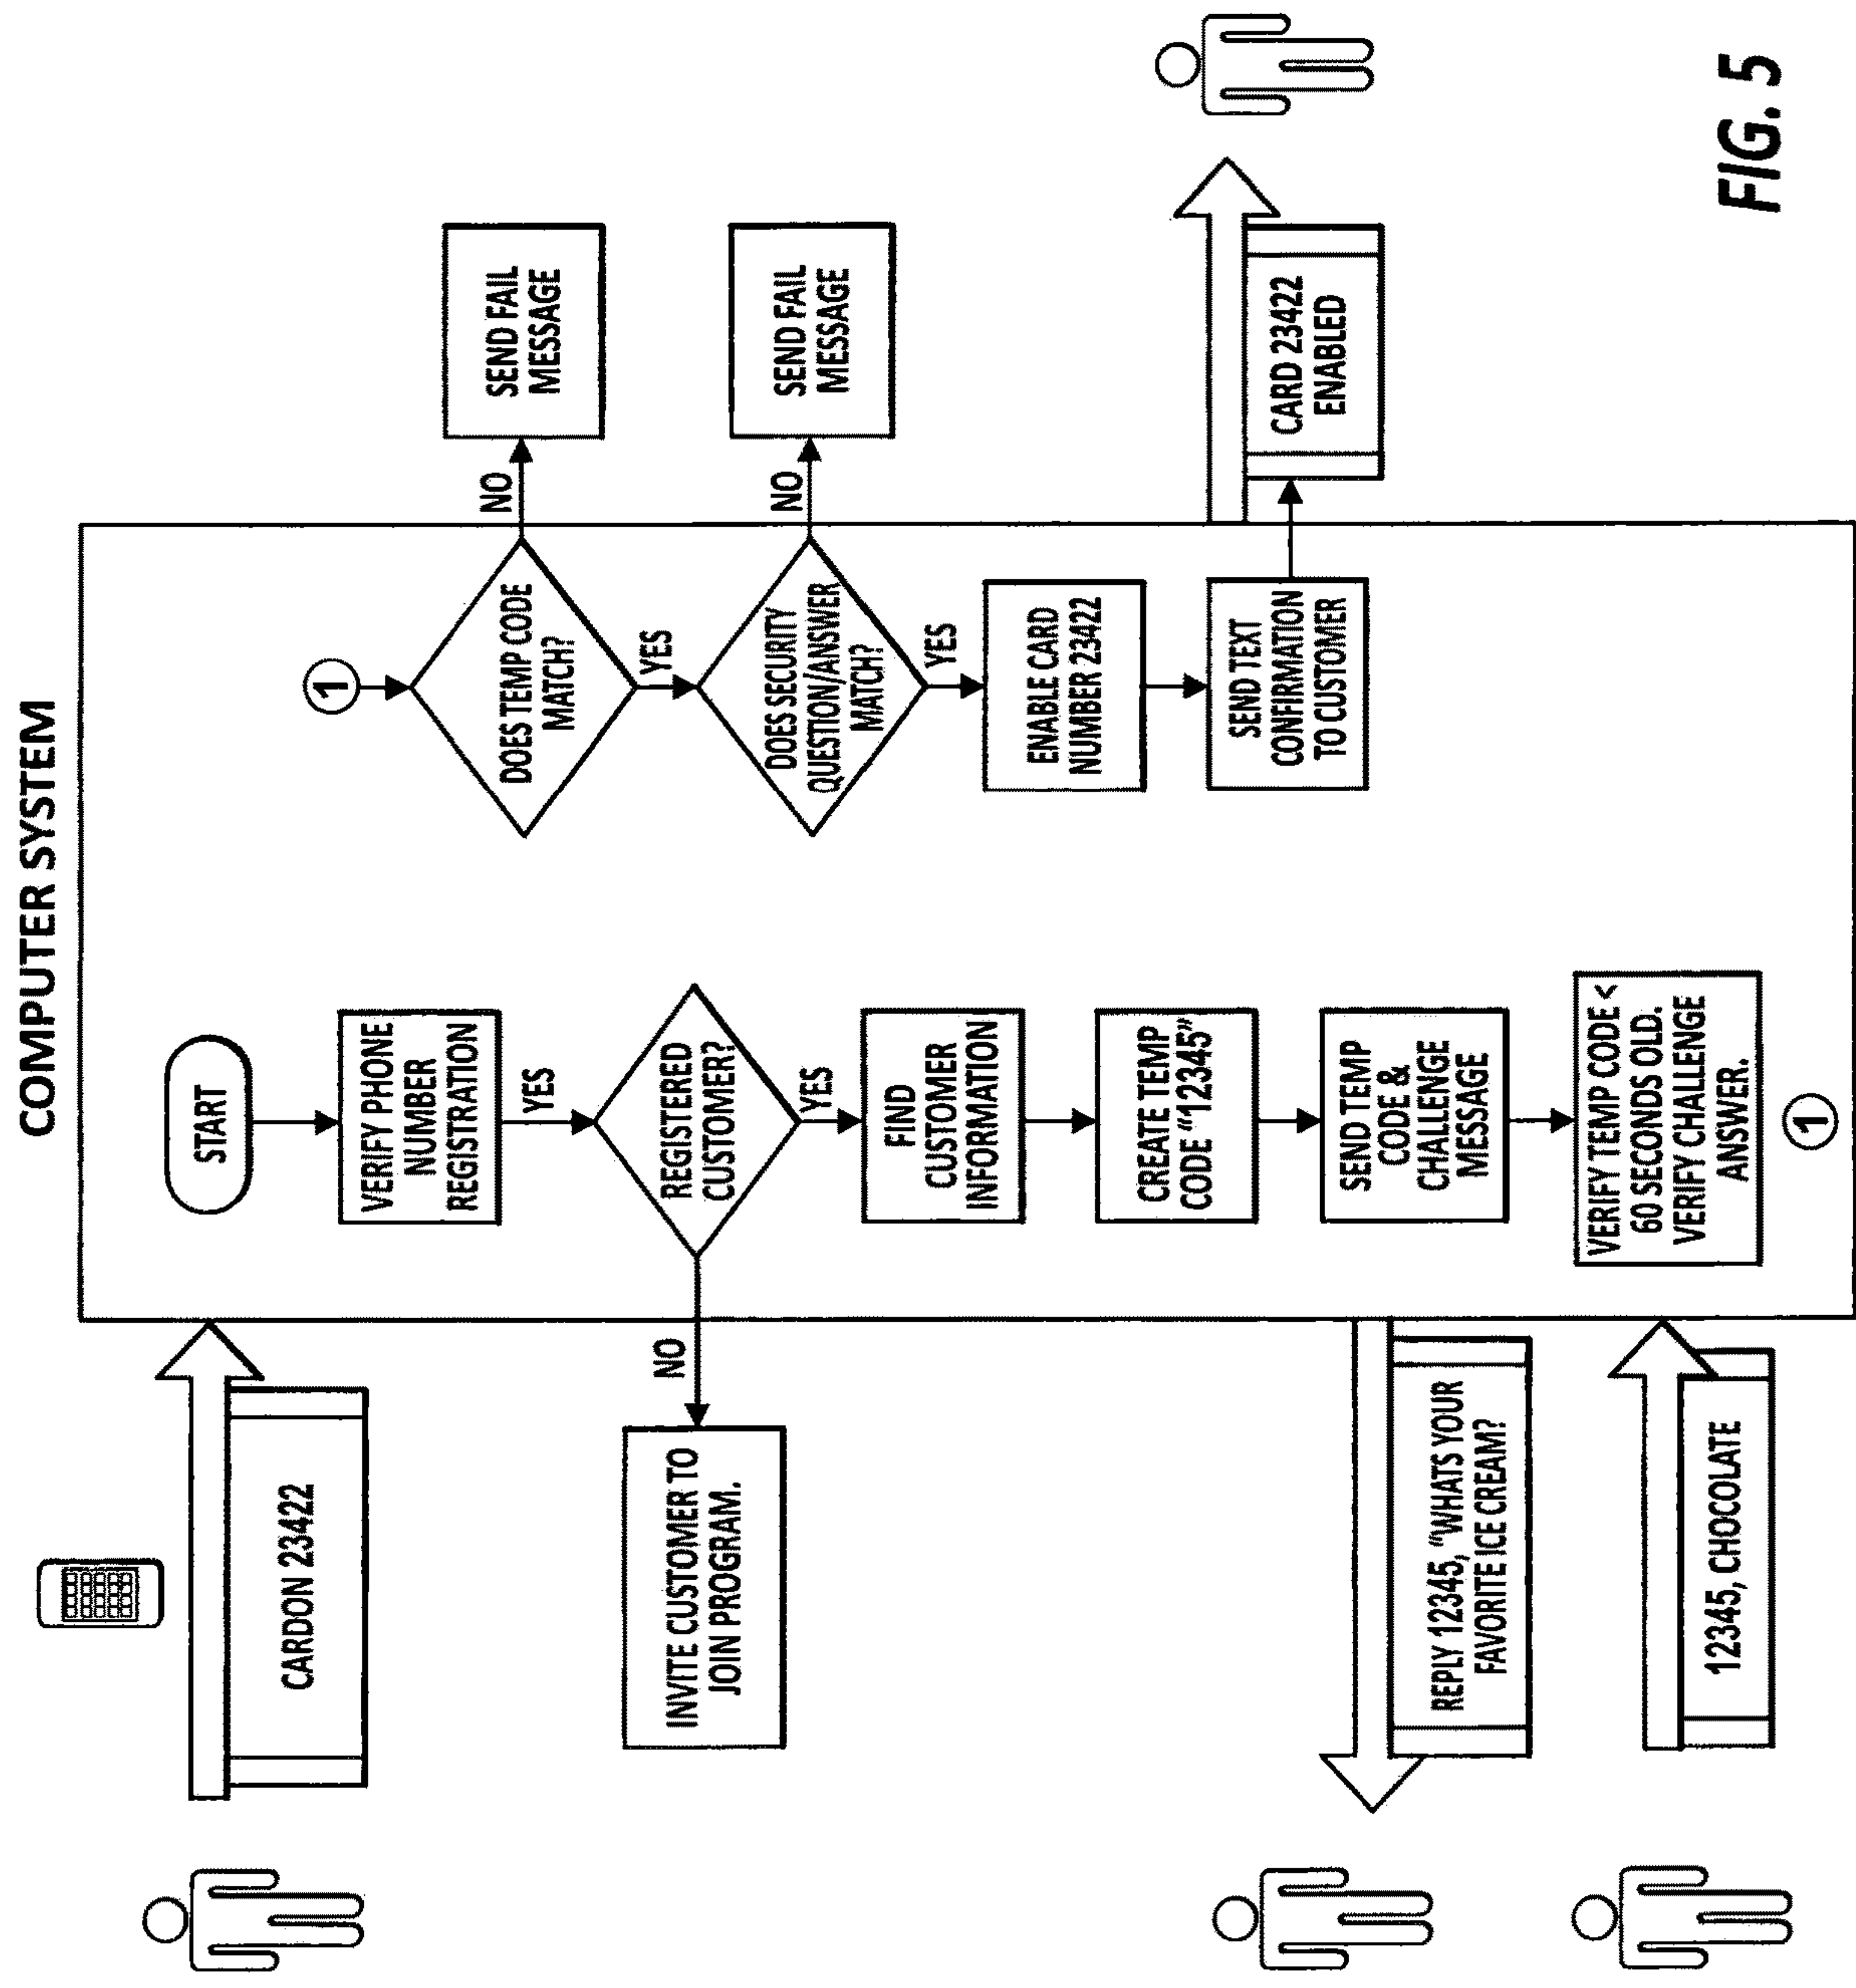 COMPUTER SYSTEM
CARDON 23422
START
VERIFY PHONE
NUMBER
REGISTRATION
YES
REGISTERED
CUSTOMER?
NO
INVITE CUSTOMER TO
JOIN PROGRAM.
YES
FIND
CUSTOMER
INFORMATION
CREATE TEMP
CODE "12345"
SEND TEMP
CODE &
CHALLENGE
MESSAGE
REPLY 12345, "WHATS YOUR
FAVORITE ICE CREAM?
12345, CHOCOLATE
VERIFY TEMP CODE <
60 SECONDS OLD.
VERIFY CHALLENGE
ANSWER.
1
1
DOES TEMP CODE
MATCH?
NO
SEND FAIL
MESSAGE
YES
DOES SECURITY
QUESTION/ANSWER
MATCH?
NO
SEND FAIL
MESSAGE
YES
ENABLE CARD
NUMBER 23422
SEND TEXT
CONFIRMATION
TO CUSTOMER
CARD 23422
ENABLED
FIG. 5